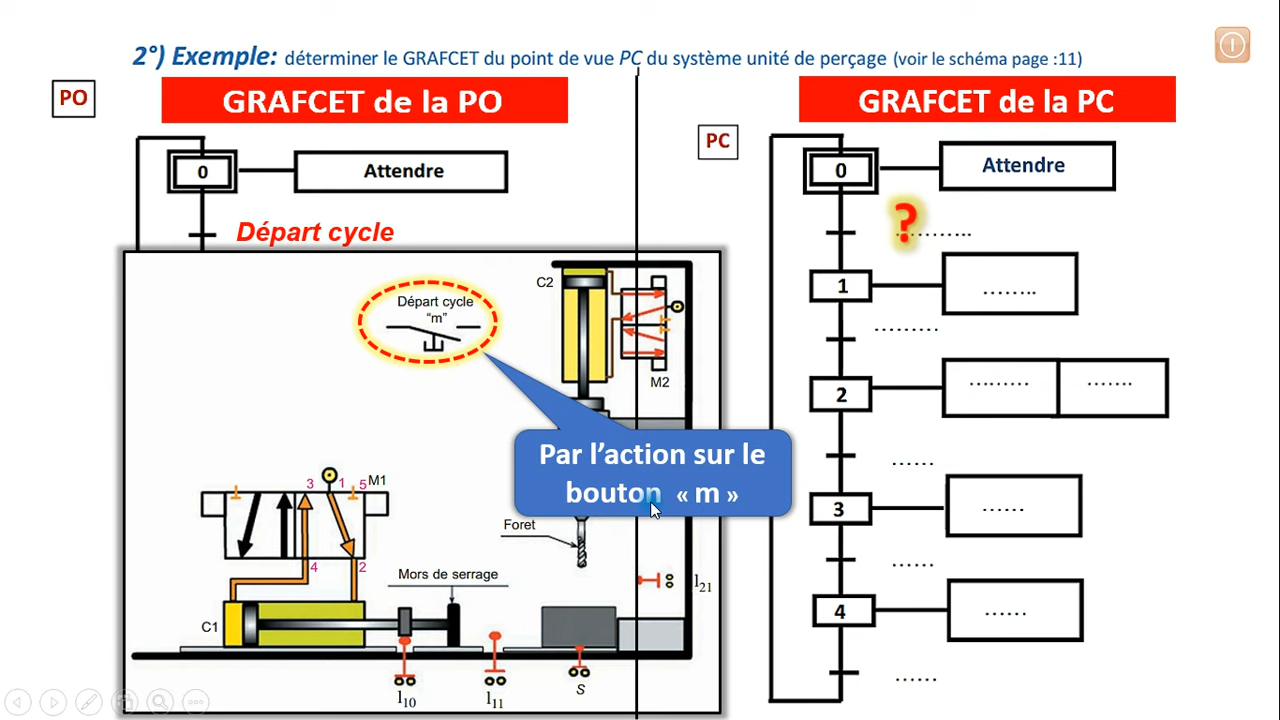 2°) Exemple: déterminer le GRAFCET du point de vue PC du système unité de perçage (voir le schéma page :11)
PO
GRAFCET de la PO
0
Attendre
Départ cycle
Départ cycle
“m”
C2
M2
Par l’action sur le
bouton « m »
3
1
5
M1
4
2
Foret
Mors de serrage
C1
l21
l10
l11
S
GRAFCET de la PC
PC
0
Attendre
?
...........
1
........
.........
2
.........
.......
......
3
......
......
4
......
......